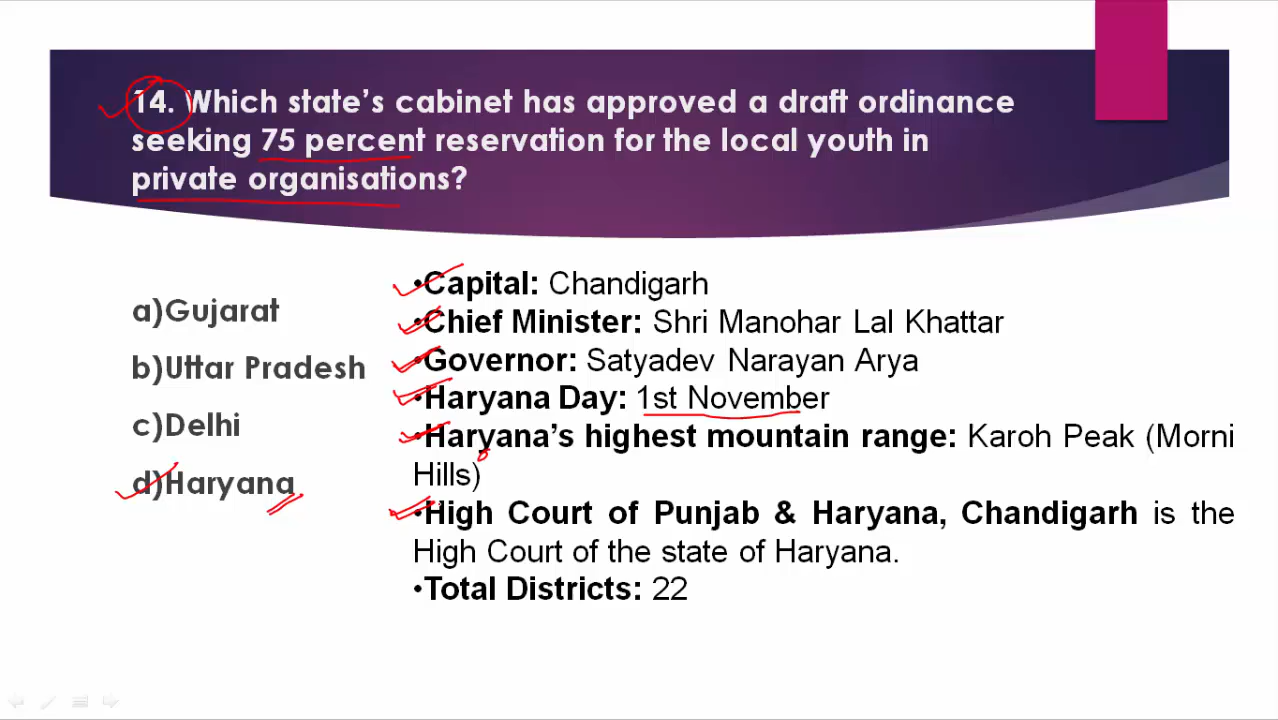 14. Which state's cabinet has approved a draft ordinance
seeking 75 percent reservation for the local youth in
private organisations?
a)Gujarat
b)Uttar Pradesh
c)Delhi
d)Haryana
•Capital: Chandigarh
•Chief Minister: Shri Manohar Lal Khattar
•Governor: Satyadev Narayan Arya
•Haryana Day: 1st November
•Haryana's highest mountain range: Karoh Peak (Morni
Hills)
•High Court of Punjab & Haryana, Chandigarh is the
High Court of the state of Haryana.
•Total Districts: 22